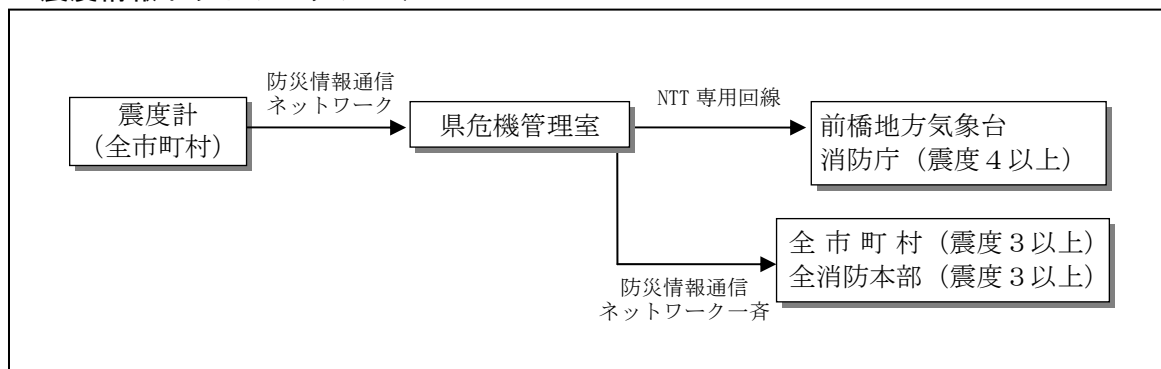 防災情報通信
ネットワーク
NTT 専用回線
震度計
（全市町村）
県危機管理室
前橋地方気象台
消防庁（震度４以上）
全 市 町 村（震度３以上）
全消防本部（震度３以上）
防災情報通信
ネットワーク一斉